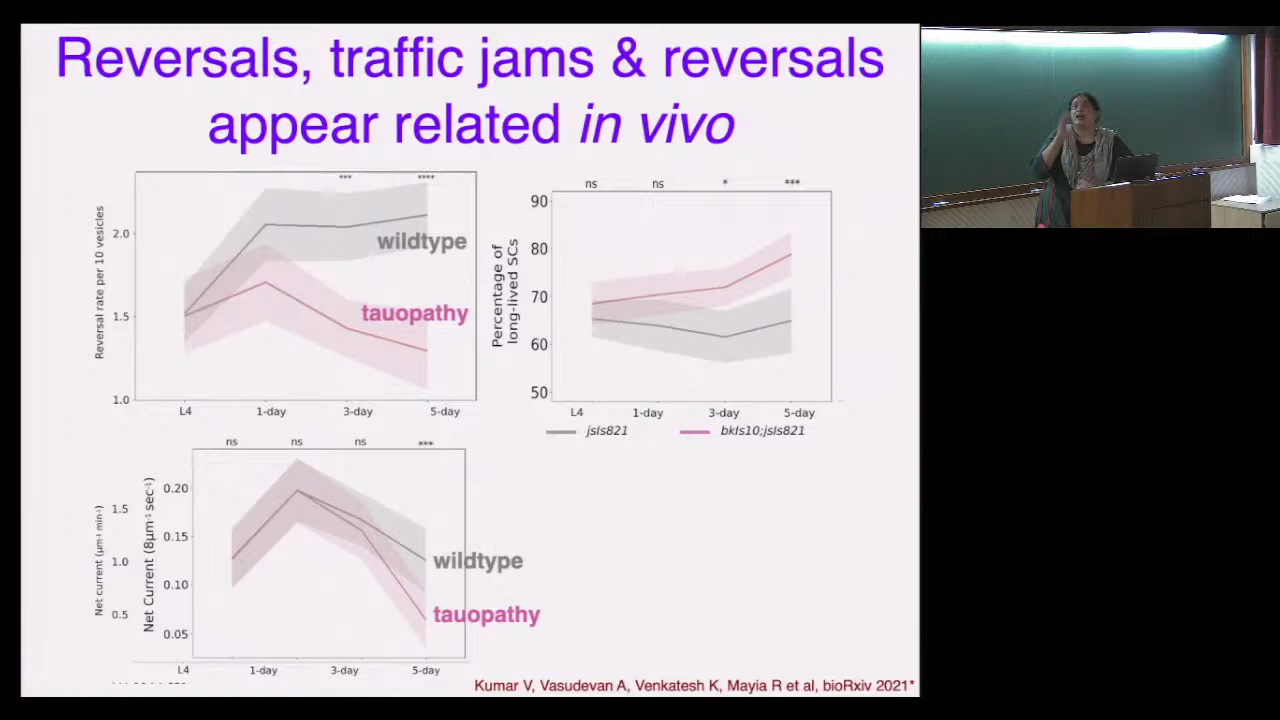 Reversals, traffic jams & reversals
appear related in vivo
*** ****
Reversal rate per 10 vesicles
2.0
1.5
1.0
wildtype
tauopathy
L4 1-day 3-day 5-day
ns ns * ***
Percentage of
long-lived SCs
90
80
70
60
50
L4 1-day 3-day 5-day
jsIs821 bkIs10;jsIs821
ns ns ns ***
Net current (μm⁻¹ min⁻¹)
1.5
1.0
0.5
Net Current (8μm⁻¹ sec⁻¹)
0.20
0.15
0.10
0.05
wildtype
tauopathy
L4 1-day 3-day 5-day
Kumar V, Vasudevan A, Venkatesh K, Mayia R et al, bioRxiv 2021*